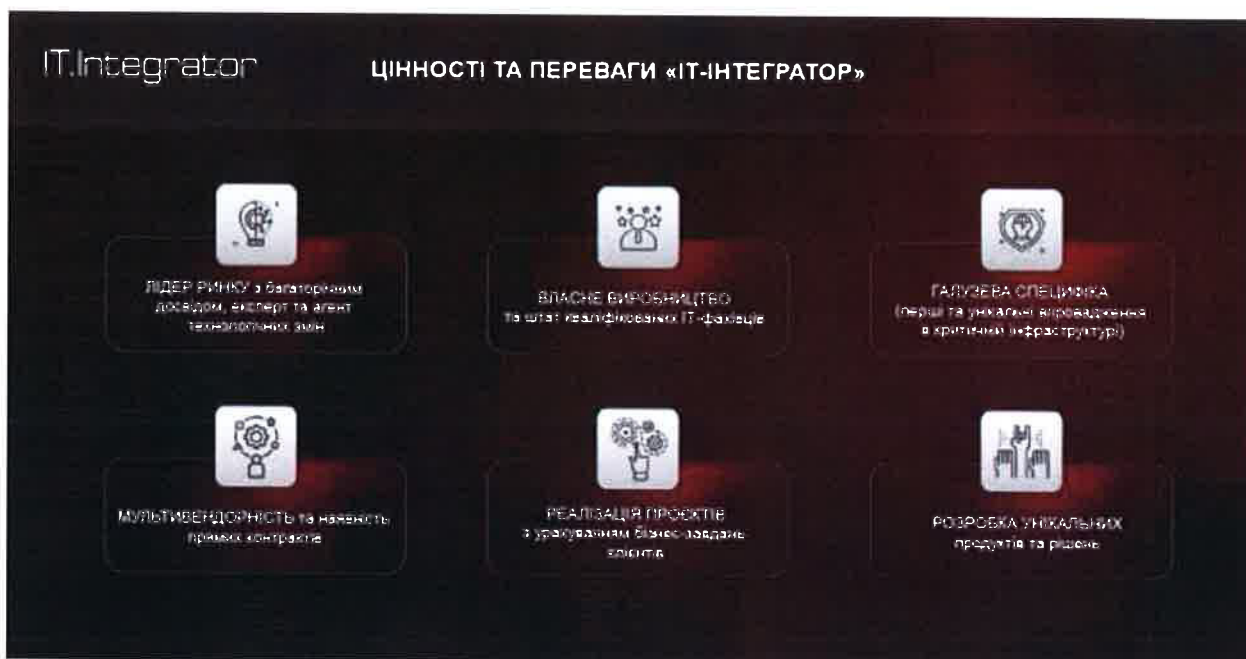 IT.Integrator
ЦІННОСТІ ТА ПЕРЕВАГИ «ІТ-ІНТЕГРАТОР»
ЛІДЕР РИНКУ з багаторічним
досвідом, експерт та агент
технологічних змін
ВЛАСНЕ ВИРОБНИЦТВО
та штат кваліфікованих ІТ-фахівців
ГАЛУЗЕВА СПЕЦИФІКА
(перші та унікальні впровадження
в критичній інфраструктурі)
МУЛЬТИВЕНДОРНІСТЬ та наявність
прямих контрактів
РЕАЛІЗАЦІЯ ПРОЄКТІВ
з урахуванням бізнес-завдань
клієнтів
РОЗРОБКА УНІКАЛЬНИХ
продуктів та рішень